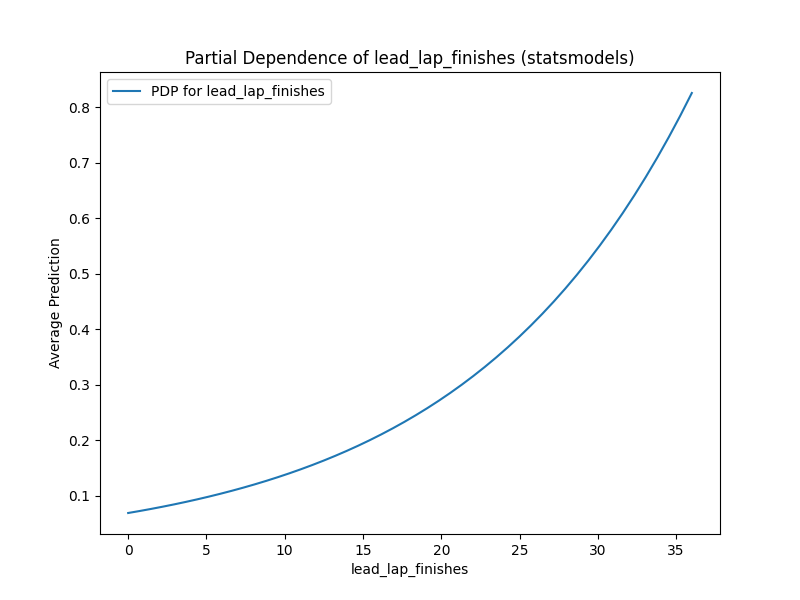 Partial Dependence of lead_lap_finishes (statsmodels)
PDP for lead_lap_finishes
Average Prediction
0.8
0.7
0.6
0.5
0.4
0.3
0.2
0.1
0 5 10 15 20 25 30 35
lead_lap_finishes